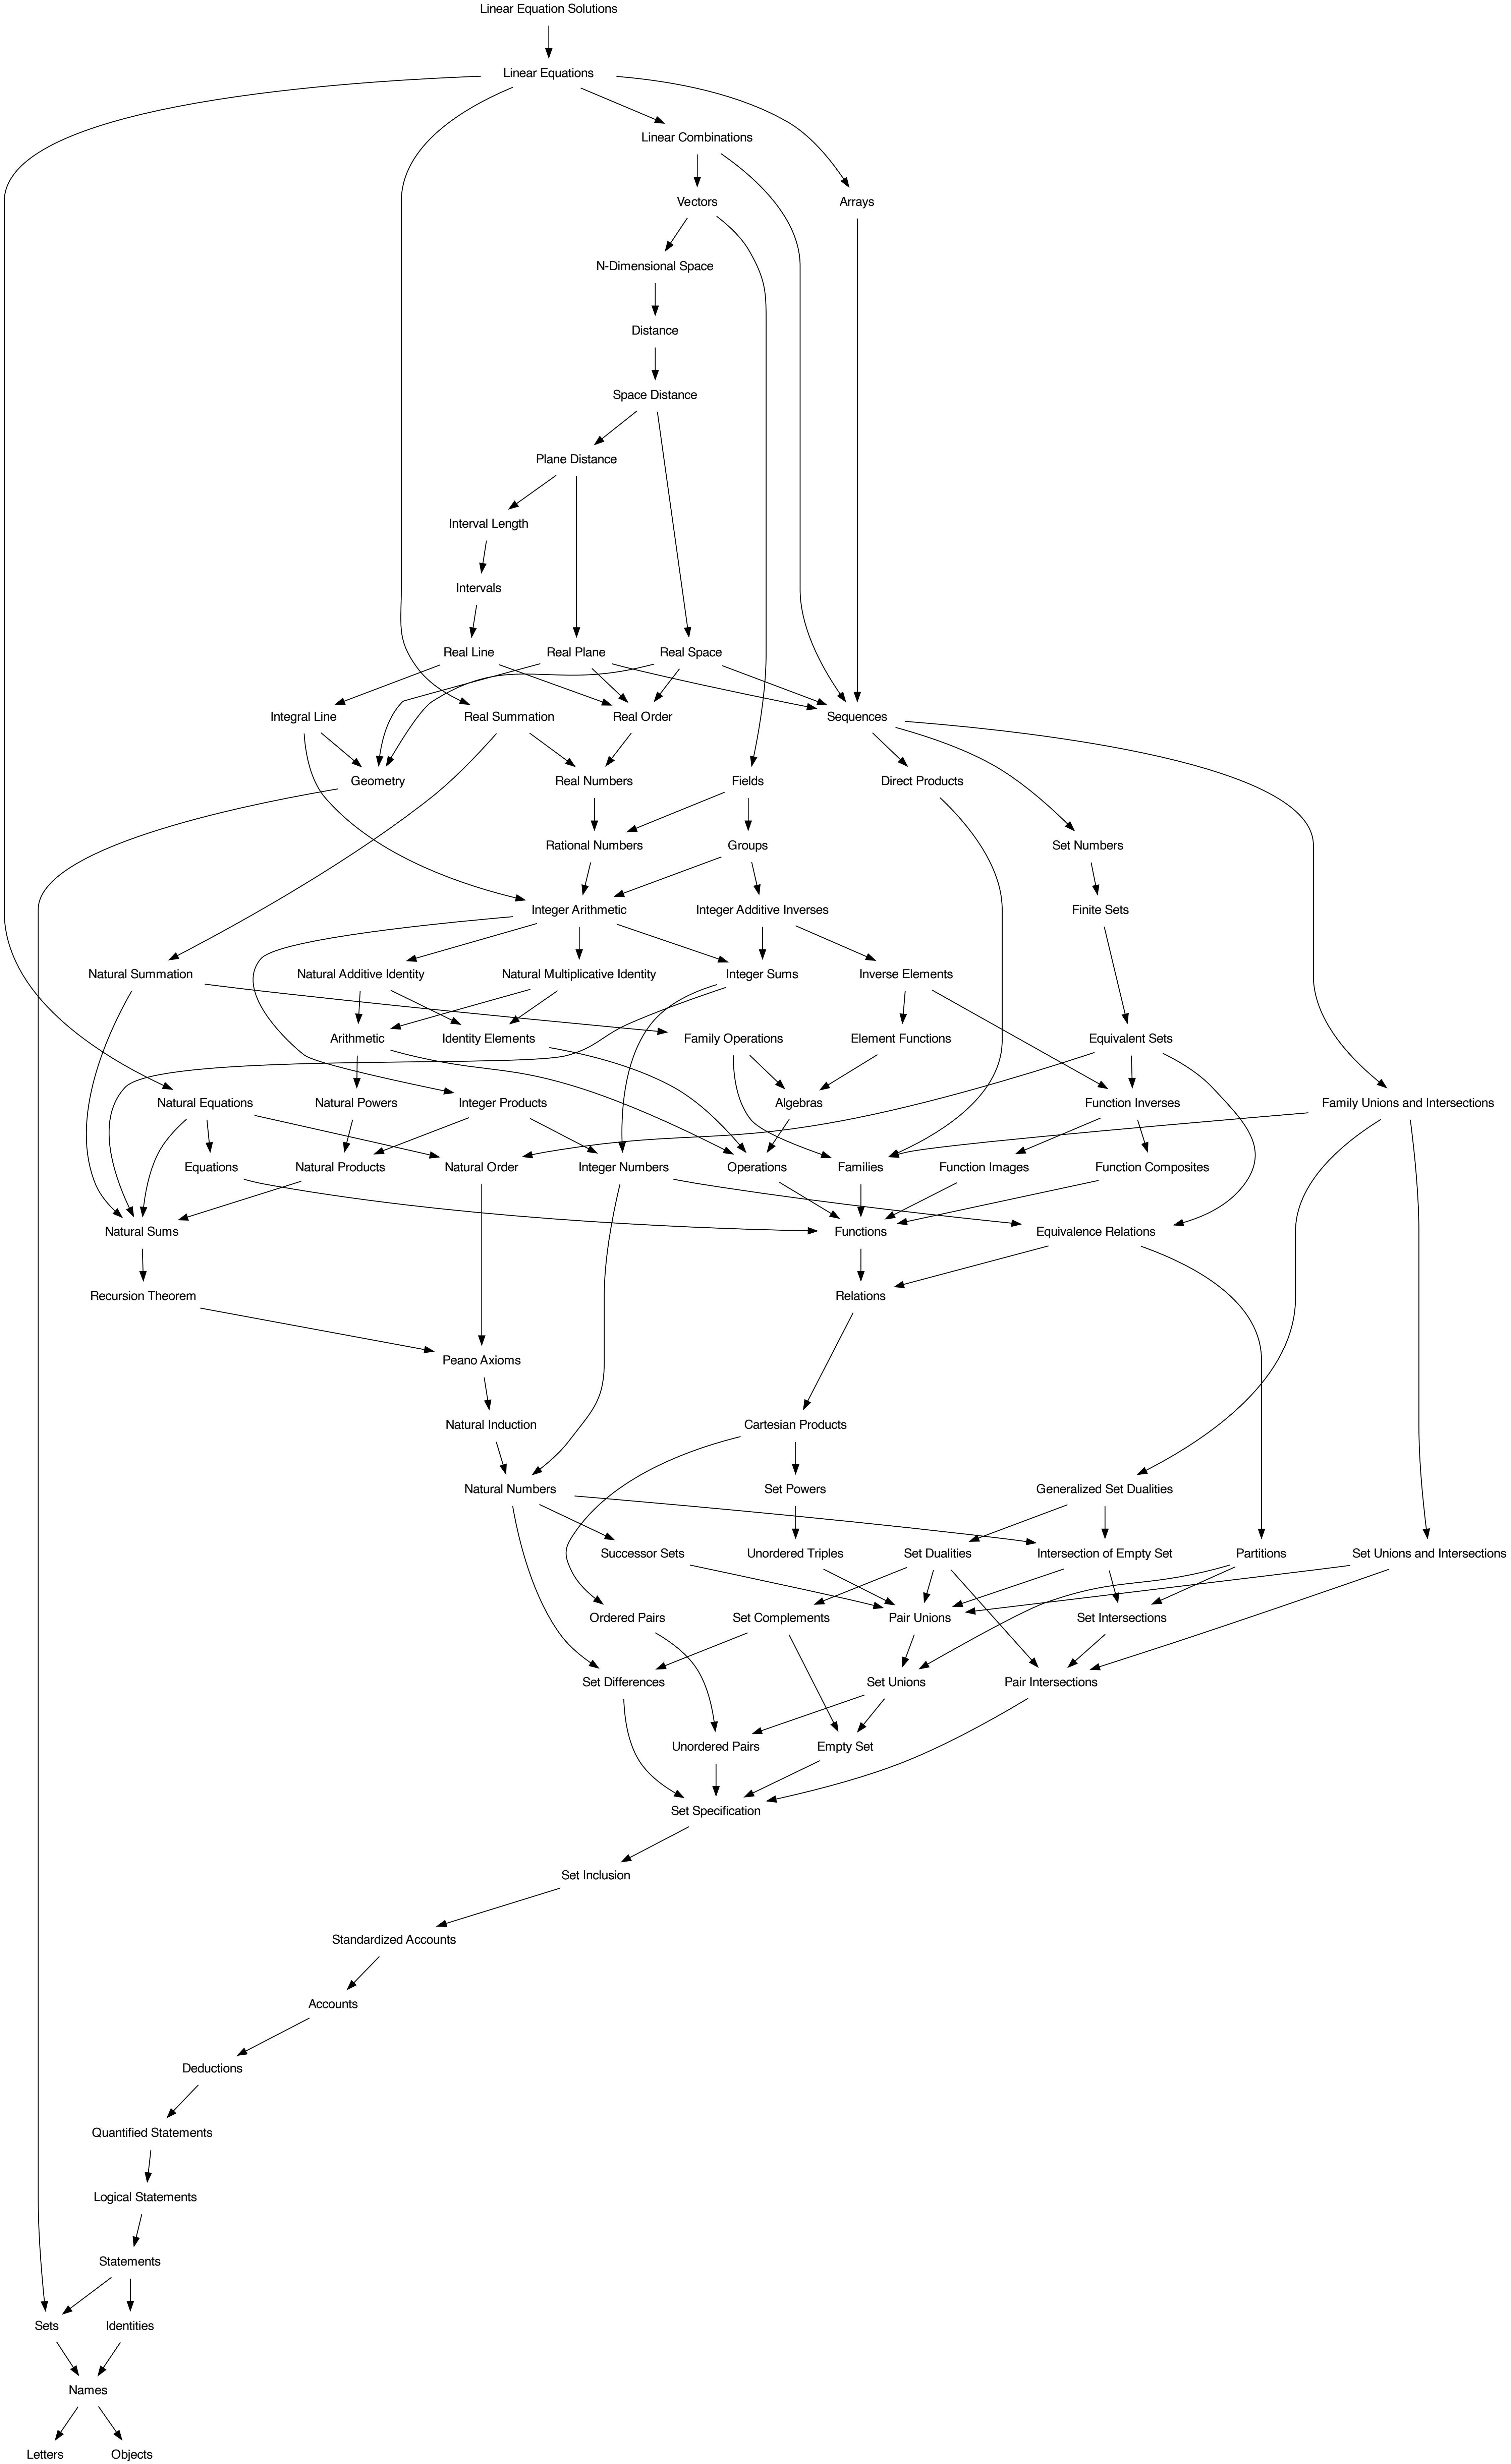 Linear Equation Solutions
Linear Equations
Linear Combinations
Vectors
Arrays
N-Dimensional Space
Distance
Space Distance
Plane Distance
Interval Length
Intervals
Real Line
Real Plane
Real Space
Integral Line
Real Summation
Real Order
Sequences
Geometry
Real Numbers
Fields
Direct Products
Rational Numbers
Groups
Set Numbers
Integer Arithmetic
Integer Additive Inverses
Finite Sets
Natural Summation
Natural Additive Identity
Natural Multiplicative Identity
Integer Sums
Inverse Elements
Arithmetic
Identity Elements
Family Operations
Element Functions
Equivalent Sets
Natural Equations
Natural Powers
Integer Products
Algebras
Function Inverses
Family Unions and Intersections
Equations
Natural Products
Natural Order
Integer Numbers
Operations
Families
Function Images
Function Composites
Natural Sums
Functions
Equivalence Relations
Recursion Theorem
Relations
Peano Axioms
Natural Induction
Cartesian Products
Natural Numbers
Set Powers
Generalized Set Dualities
Successor Sets
Unordered Triples
Set Dualities
Intersection of Empty Set
Partitions
Set Unions and Intersections
Ordered Pairs
Set Complements
Pair Unions
Set Intersections
Set Differences
Set Unions
Pair Intersections
Unordered Pairs
Empty Set
Set Specification
Set Inclusion
Standardized Accounts
Accounts
Deductions
Quantified Statements
Logical Statements
Statements
Sets
Identities
Names
Letters
Objects